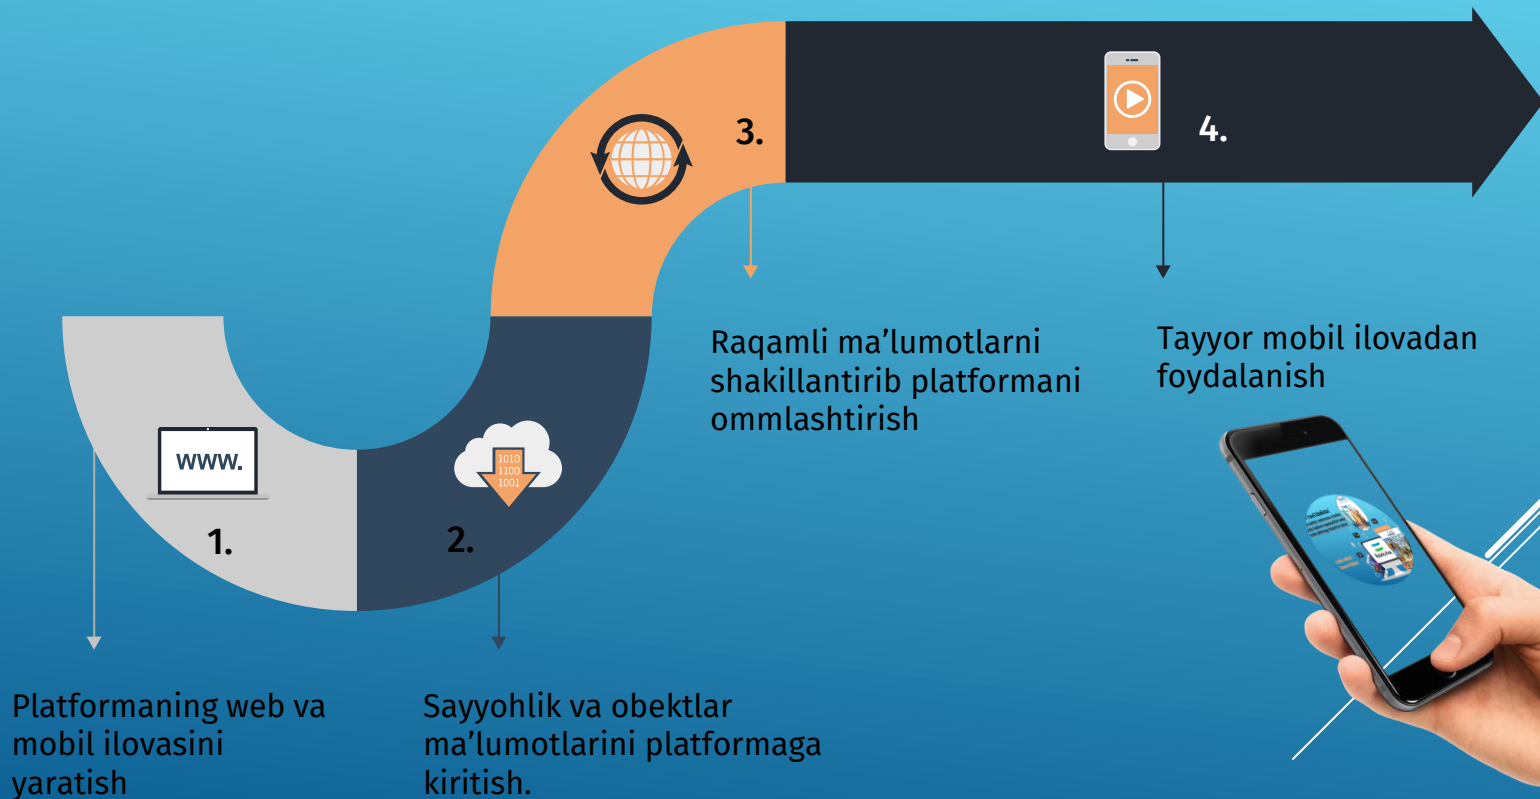 3.
4.
Raqamli ma’lumotlarni
shakillantirib platformani
ommlashtirish
Tayyor mobil ilovadan
foydalanish
www.
1010
1100
1001
1.
2.
Platformaning web va
mobil ilovasini
yaratish
Sayyohlik va obektlar
ma’lumotlarini platformaga
kiritish.